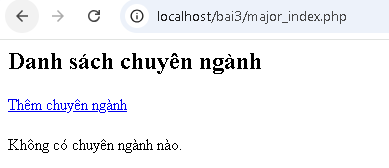 localhost/bai3/major_index.php
Danh sách chuyên ngành
Thêm chuyên ngành
Không có chuyên ngành nào.